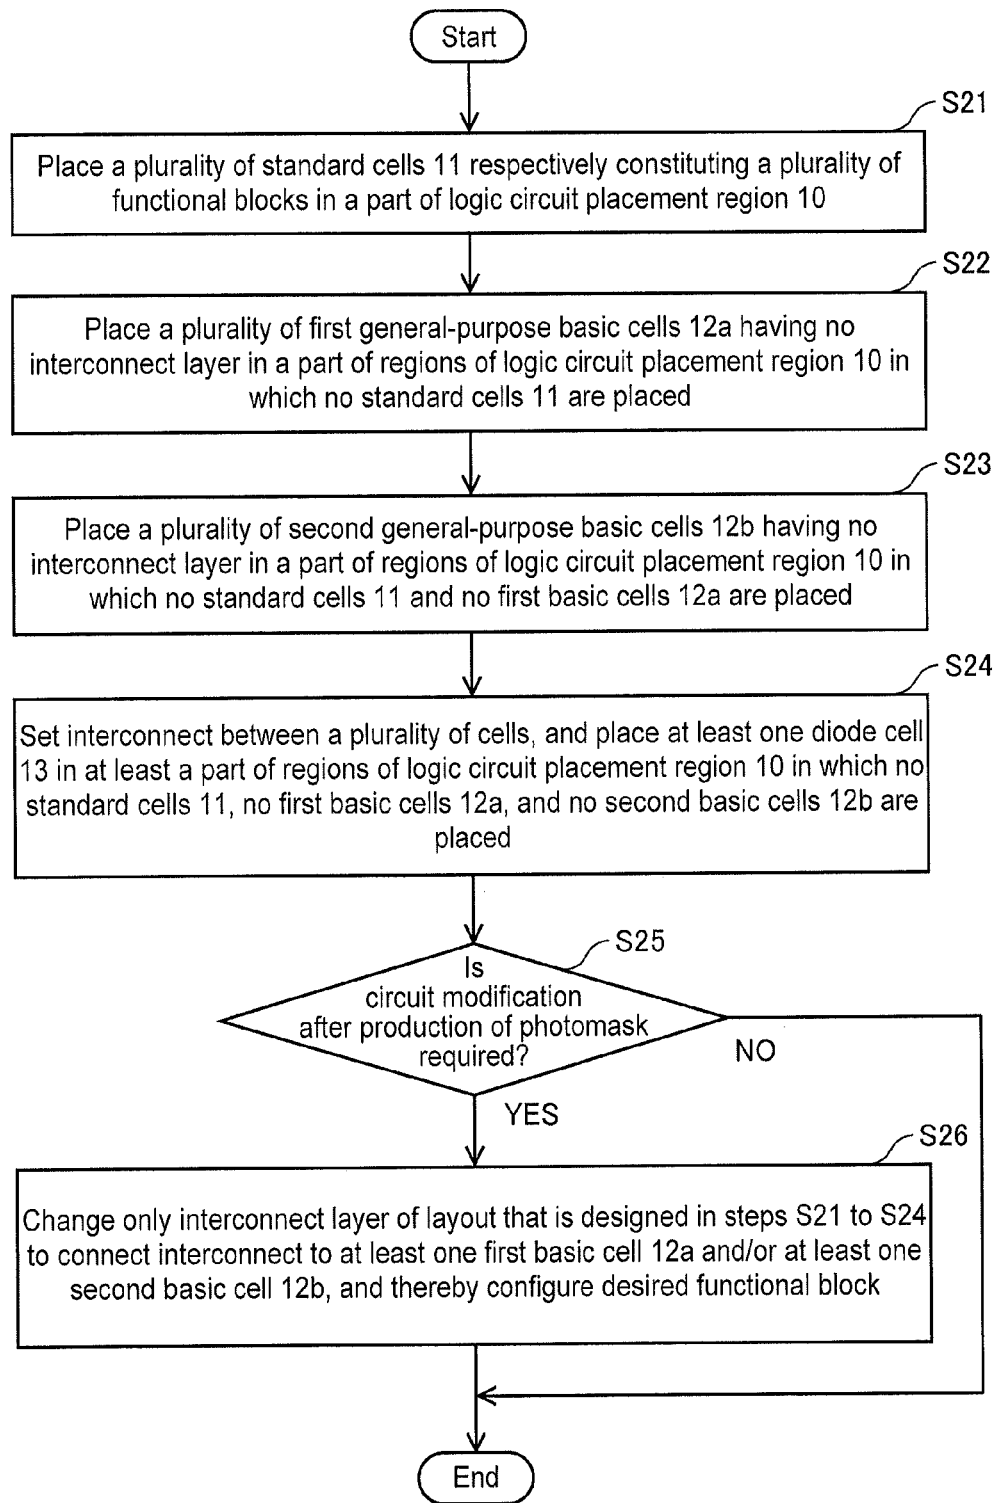 Start
S21
Place a plurality of standard cells 11 respectively constituting a plurality of
functional blocks in a part of logic circuit placement region 10
S22
Place a plurality of first general-purpose basic cells 12a having no
interconnect layer in a part of regions of logic circuit placement region 10 in
which no standard cells 11 are placed
S23
Place a plurality of second general-purpose basic cells 12b having no
interconnect layer in a part of regions of logic circuit placement region 10 in
which no standard cells 11 and no first basic cells 12a are placed
S24
Set interconnect between a plurality of cells, and place at least one diode cell
13 in at least a part of regions of logic circuit placement region 10 in which no
standard cells 11, no first basic cells 12a, and no second basic cells 12b are
placed
S25
Is
circuit modification
after production of photomask
required?
NO
YES
S26
Change only interconnect layer of layout that is designed in steps S21 to S24
to connect interconnect to at least one first basic cell 12a and/or at least one
second basic cell 12b, and thereby configure desired functional block
End